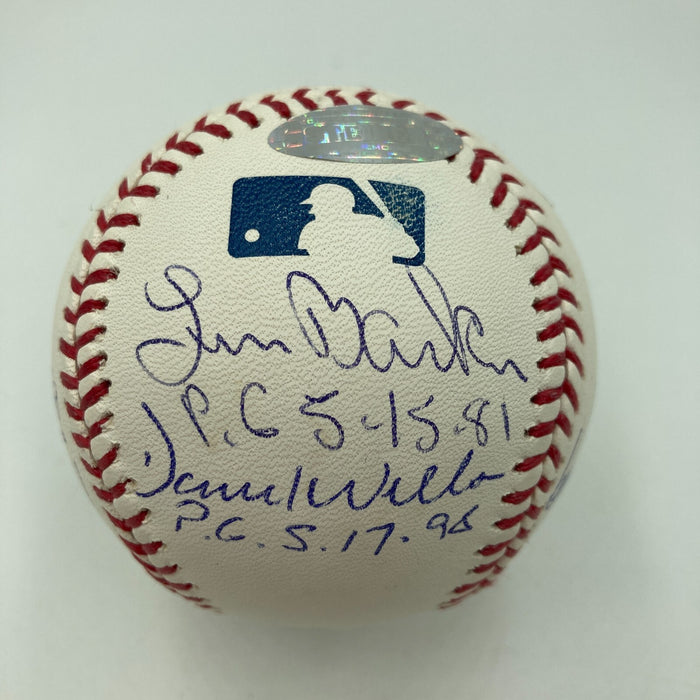 Len Barker
P.G 5-15-81
David Wells
P.G. 5.17.98